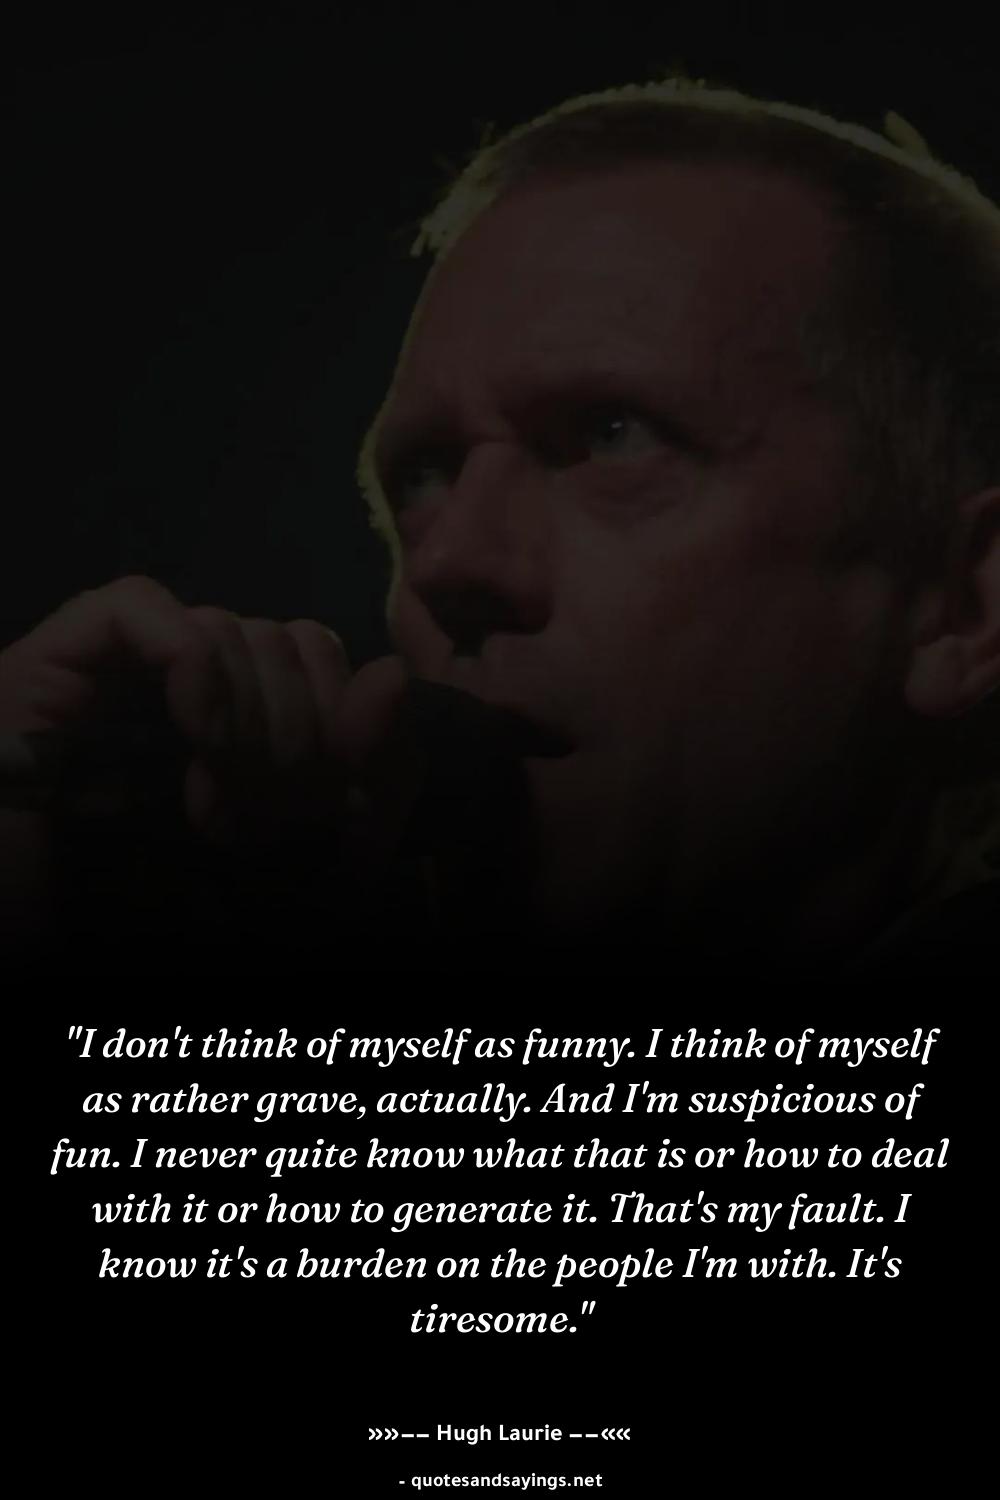 "I don't think of myself as funny. I think of myself
as rather grave, actually. And I'm suspicious of
fun. I never quite know what that is or how to deal
with it or how to generate it. That's my fault. I
know it's a burden on the people I'm with. It's
tiresome."
»»–– Hugh Laurie ––««
- quotesandsayings.net